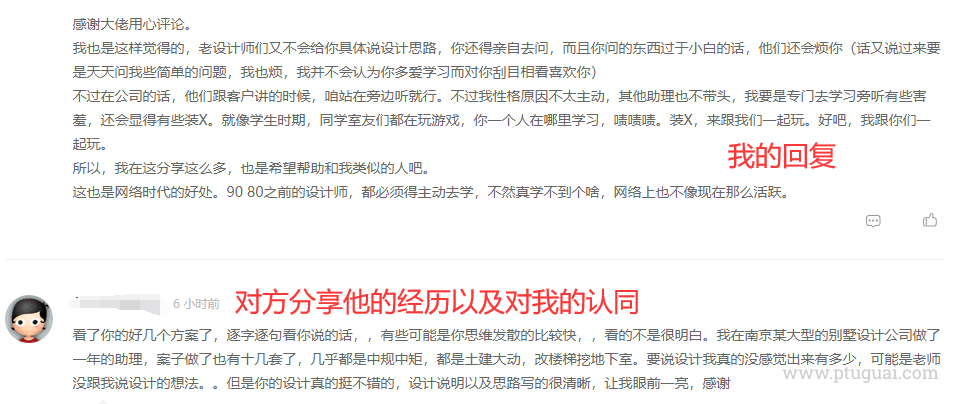 感谢大佬用心评论。
我也是这样觉得的，老设计师们又不会给你具体说设计思路，你还得亲自去问，而且你问的东西过于小白的话，他们还会烦你（话又说过来要
是天天问我些简单的问题，我也烦，我并不会认为你多爱学习而对你刮目相看喜欢你）
不过在公司的话，他们跟客户讲的时候，咱站在旁边听就行。不过我性格原因不太主动，其他助理也不带头，我要是专门去学习旁听有些害
羞，还会显得有些装X。就像学生时期，同学室友们都在玩游戏，你一个人在哪里学习，啧啧啧。装X，来跟我们一起玩。好吧，我跟你们一
起玩。
所以，我在这分享这么多，也是希望帮助和我类似的人吧。
我的回复
这也是网络时代的好处。90 80之前的设计师，都必须得主动去学，不然真学不到个啥，网络上也不像现在那么活跃。
6 小时前
对方分享他的经历以及对我的认同
看了你的好几个方案了，逐字逐句看你说的话，，有些可能是你思维发散的比较快，，看的不是很明白。我在南京某大型的别墅设计公司做了
一年的助理，案子做了也有十几套了，几乎都是中规中矩，都是土建大动，改楼梯挖地下室。要说设计我真的没感觉出来有多少，可能是老师
没跟我说设计的想法。。但是你的设计真的挺不错的，设计说明以及思路写的很清晰，让我眼前一亮，感谢
www.ptuguai.com